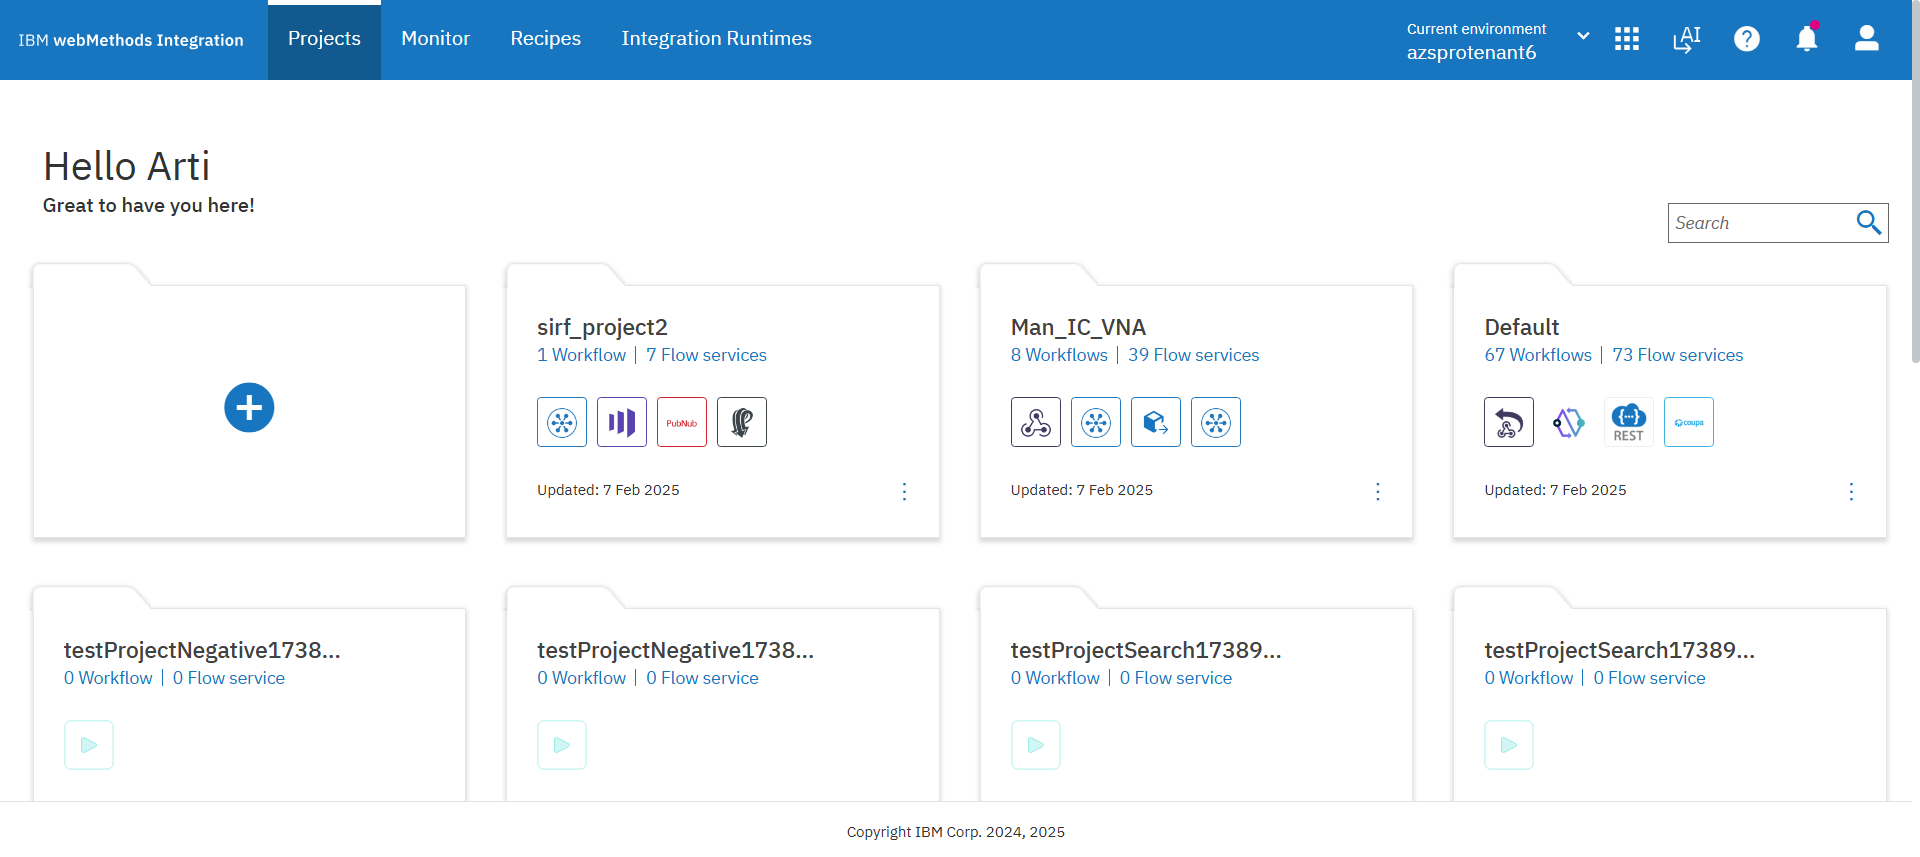 IBM webMethods Integration
Projects
Monitor
Recipes
Integration Runtimes
Current environment
azsprotenant6
AI
?
Hello Arti
Great to have you here!
Search
sirf_project2
1 Workflow | 7 Flow services
PubNub
Updated: 7 Feb 2025
Man_IC_VNA
8 Workflows | 39 Flow services
Updated: 7 Feb 2025
Default
67 Workflows | 73 Flow services
{...}
REST
coupa
Updated: 7 Feb 2025
testProjectNegative1738...
0 Workflow | 0 Flow service
testProjectNegative1738...
0 Workflow | 0 Flow service
testProjectSearch17389...
0 Workflow | 0 Flow service
testProjectSearch17389...
0 Workflow | 0 Flow service
Copyright IBM Corp. 2024, 2025